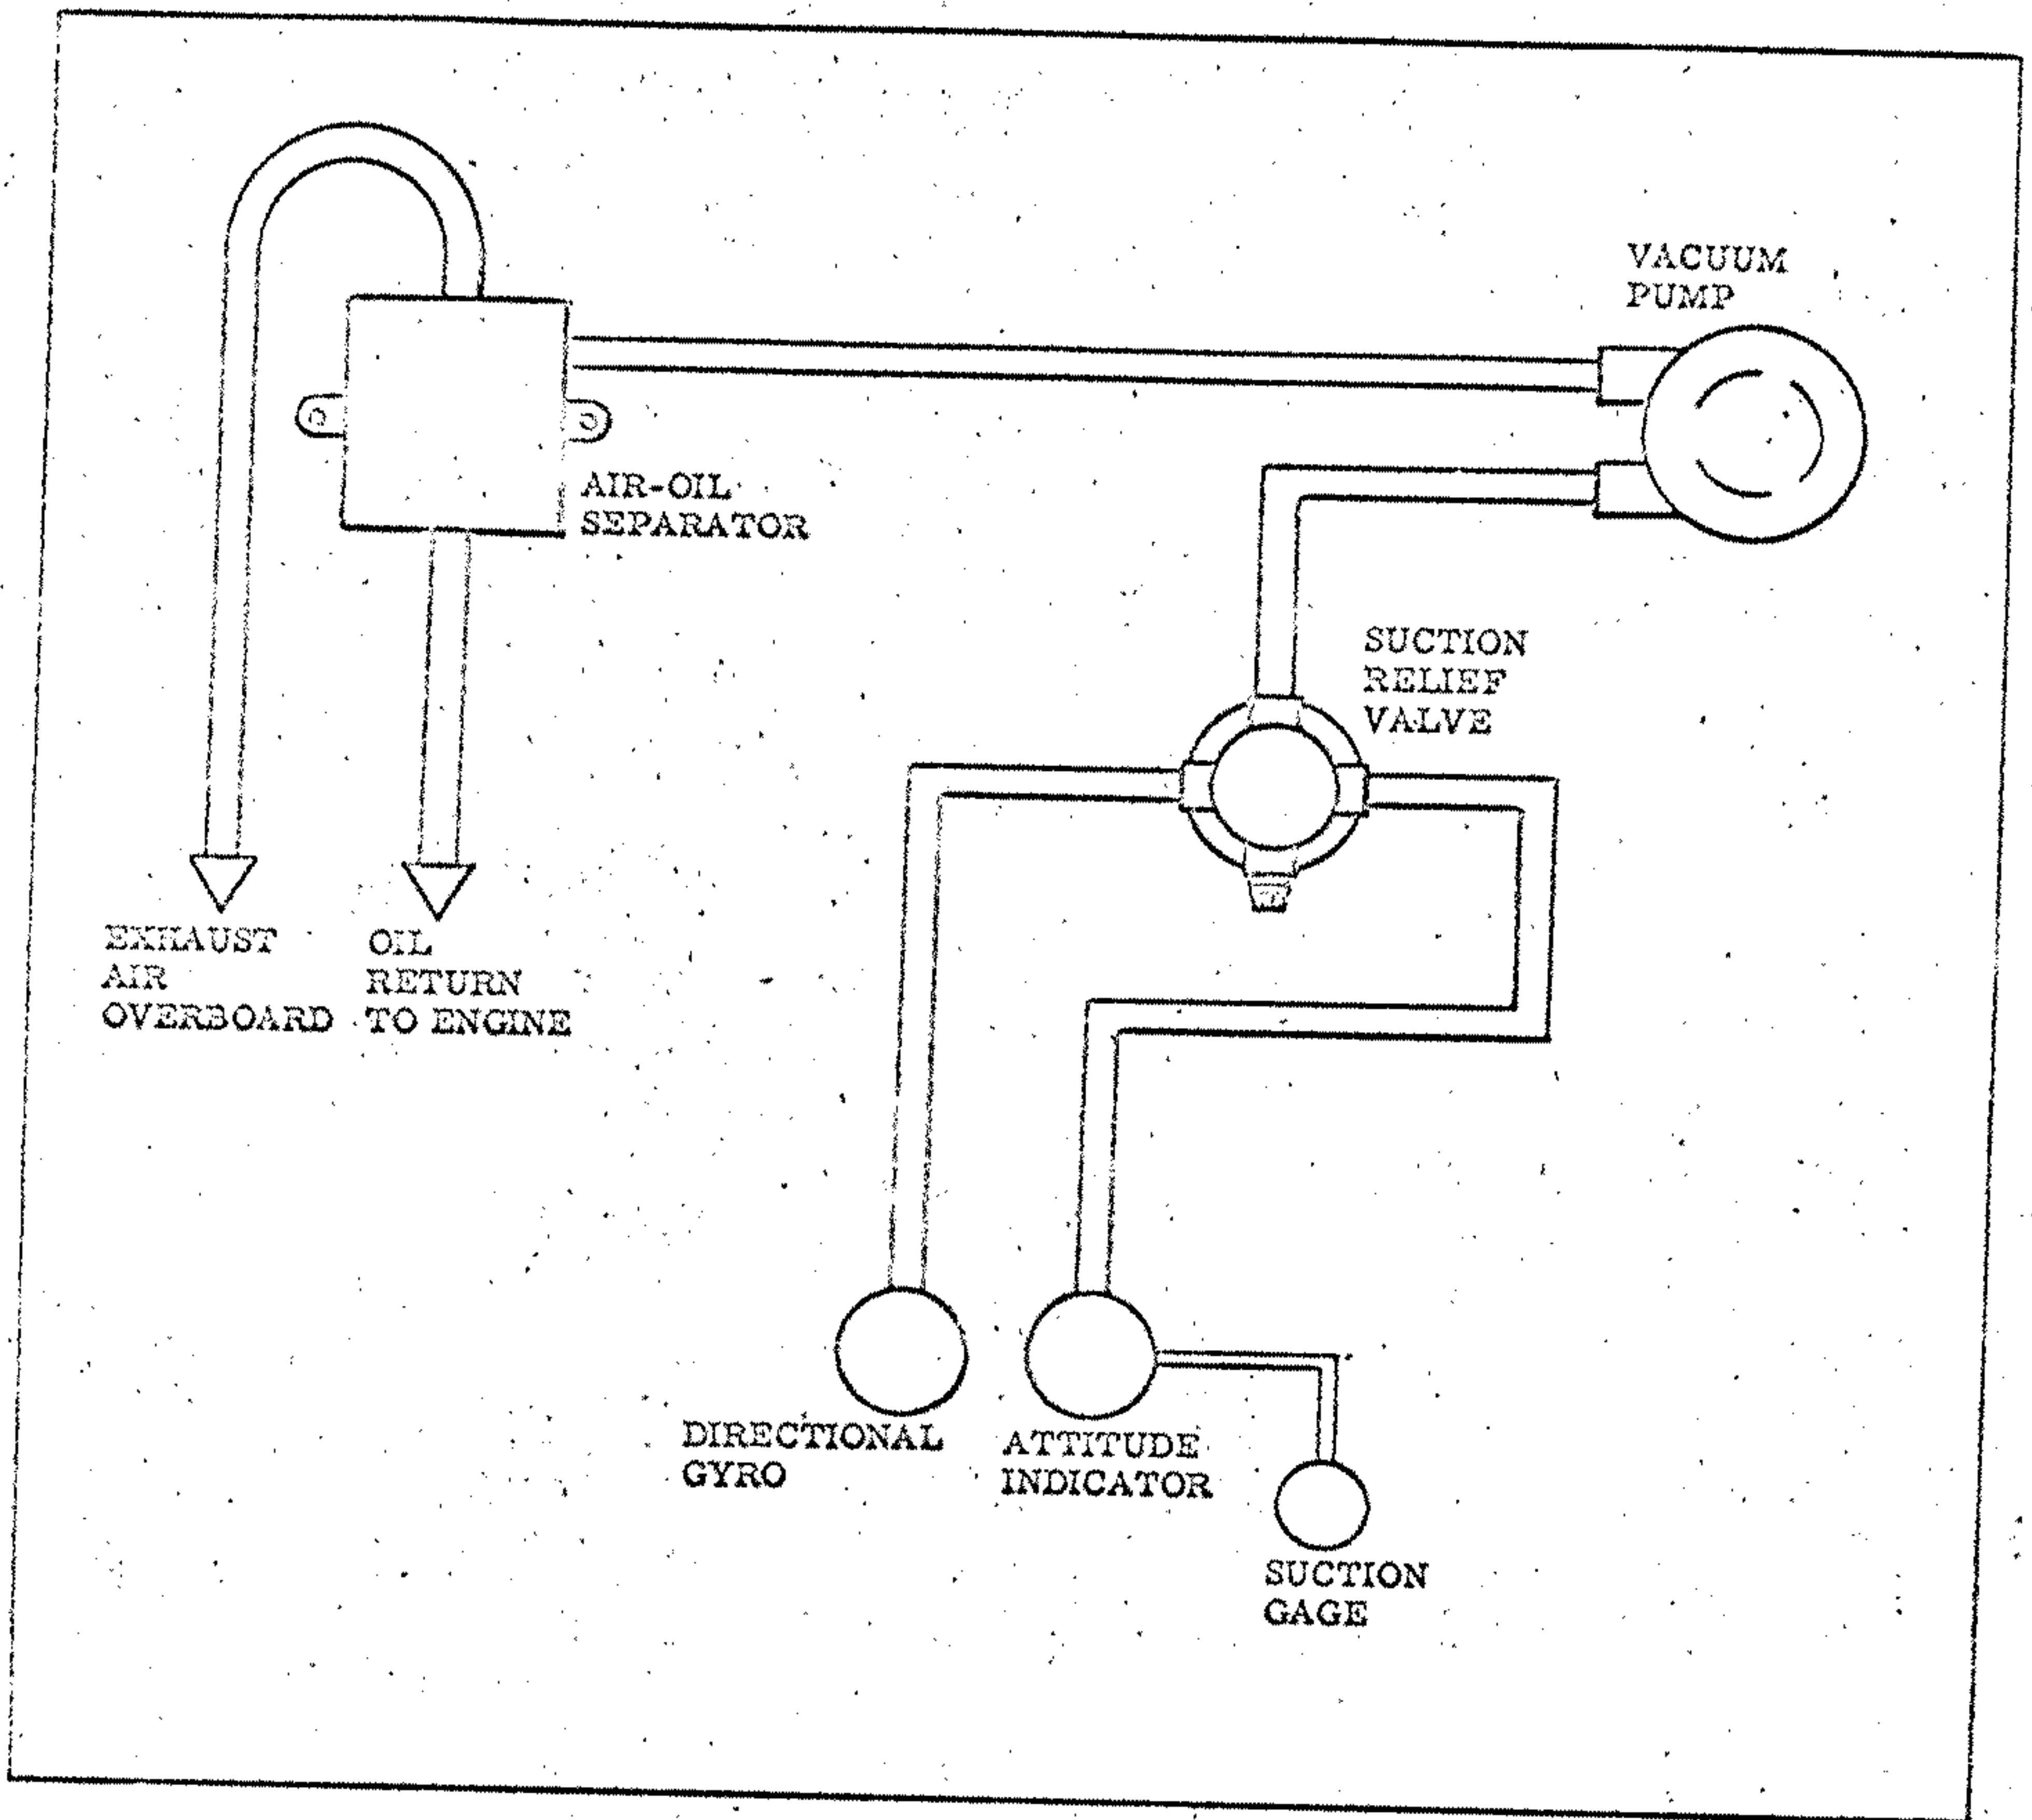 VACUUM
PUMP
AIR-OIL
SEPARATOR
SUCTION
RELIEF
VALVE
EXHAUST
AIR
OVERBOARD
OIL
RETURN
TO ENGINE
DIRECTIONAL
GYRO
ATTITUDE
INDICATOR
SUCTION
GAGE